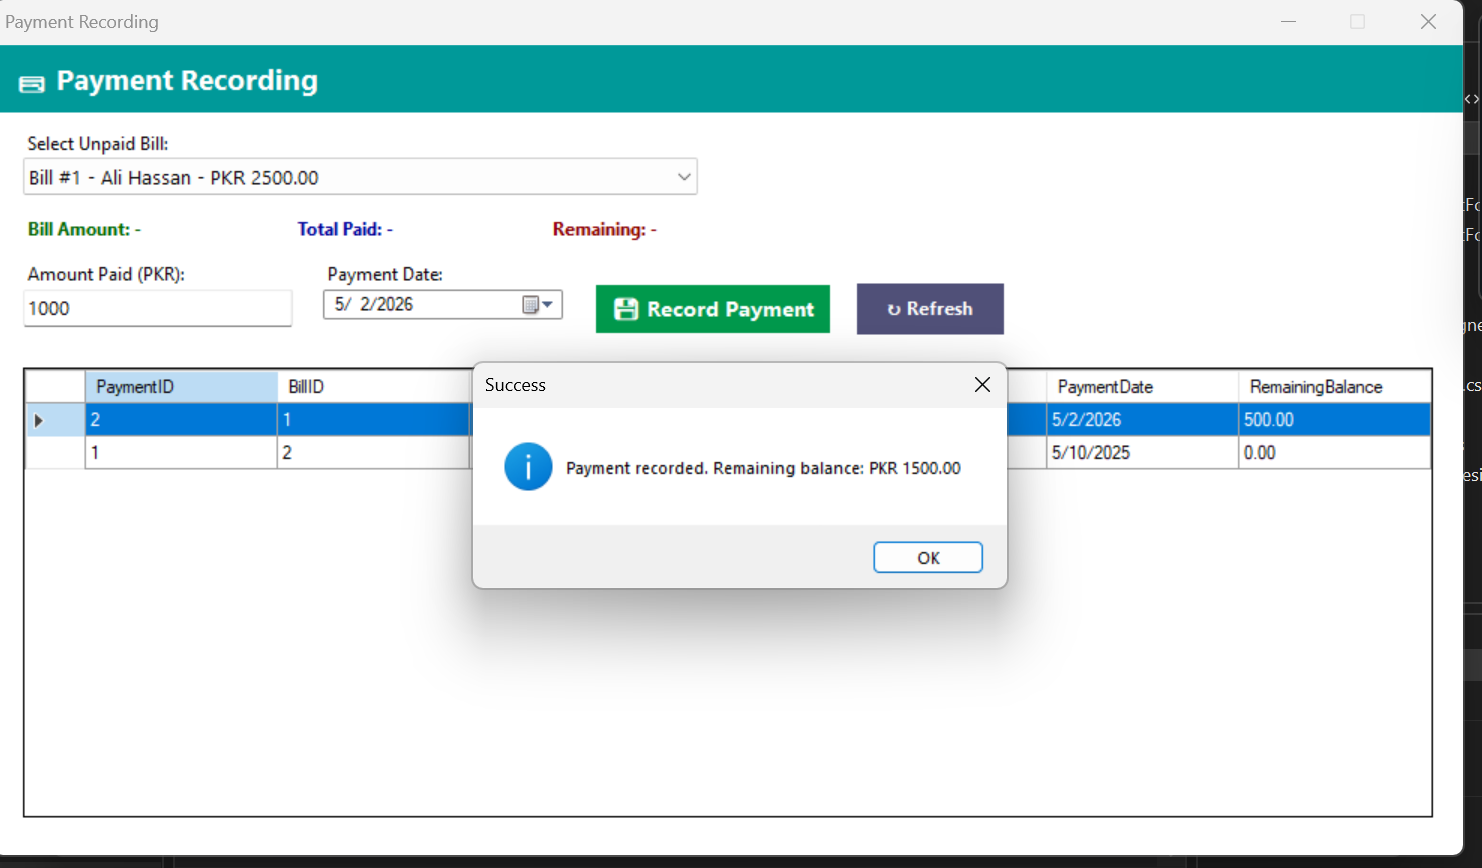 Payment Recording
Payment Recording
Select Unpaid Bill:
Bill #1 - Ali Hassan - PKR 2500.00
Bill Amount: - Total Paid: - Remaining: -
Amount Paid (PKR): Payment Date:
1000 5/ 2/2026 Record Payment ↻ Refresh
Success
PaymentID BillID PaymentDate RemainingBalance
2 1 5/2/2026 500.00
1 2 5/10/2025 0.00
Payment recorded. Remaining balance: PKR 1500.00
OK
<>
.cs